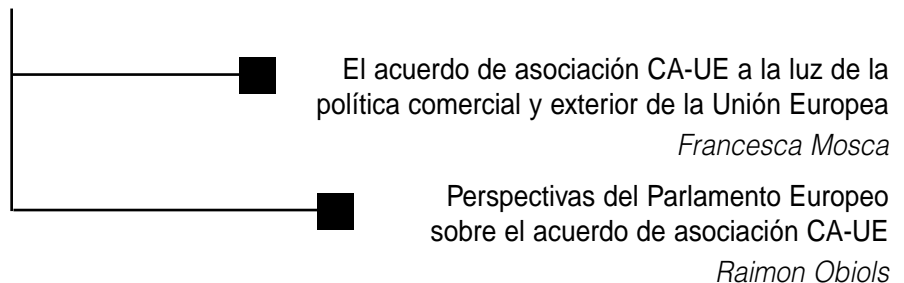 El acuerdo de asociación CA-UE a la luz de la
política comercial y exterior de la Unión Europea
Francesca Mosca
Perspectivas del Parlamento Europeo
sobre el acuerdo de asociación CA-UE
Raimon Obiols